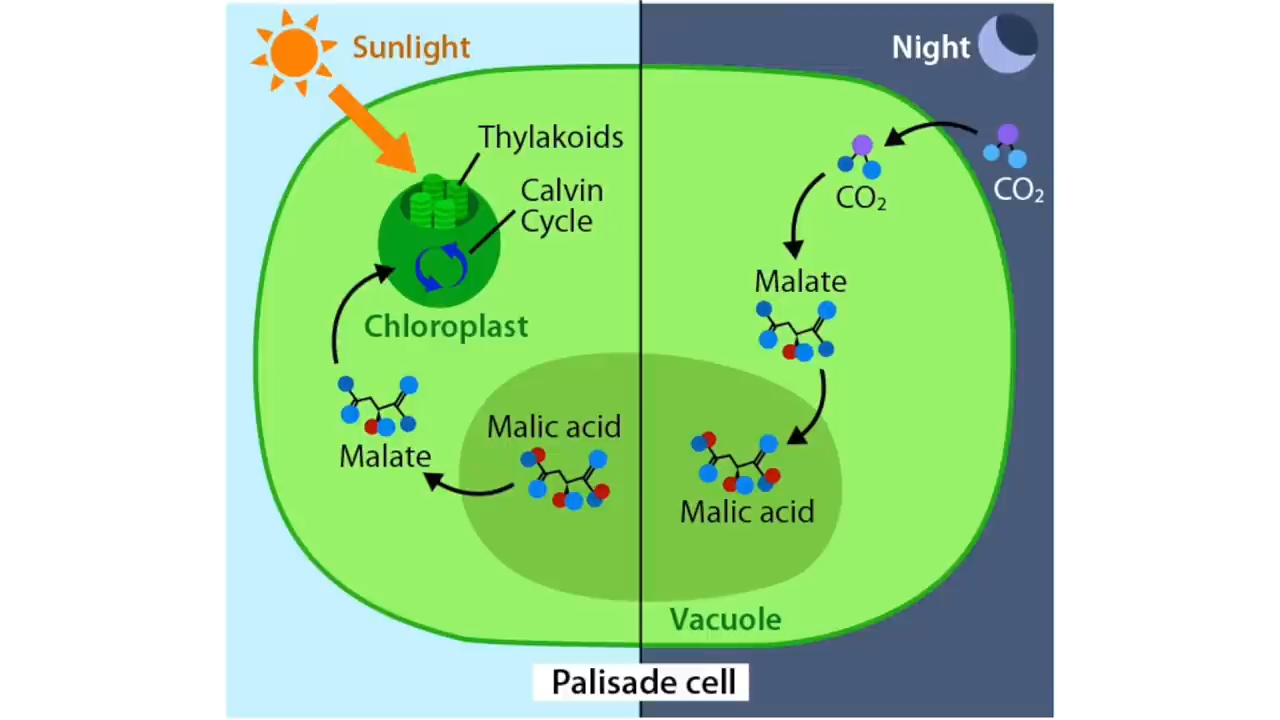 Sunlight
Night
Thylakoids
Calvin
Cycle
Chloroplast
Malate
Malic acid
CO₂
CO₂
Malate
Malic acid
Vacuole
Palisade cell